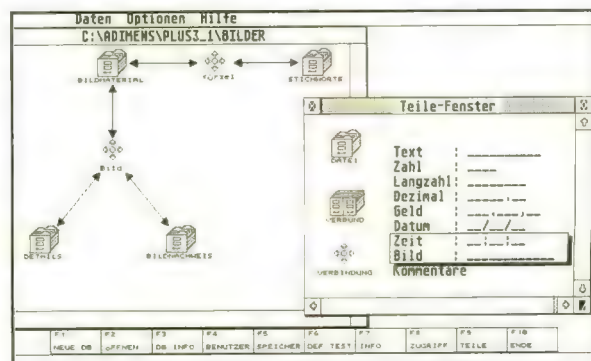 Daten Optionen Hilfe
C:\ADIMENS\PLUS3_1\BILDER
BILDMATERIAL
Kürzel
STICHWORTE
Bild
DETAILS
BILDNACHWEIS
Teile-Fenster
DATEI
VERBUND
VERBINDUNG
Text
Zahl
Langzahl
Dezimal
Geld
Datum
Zeit
Bild
Kommentare
F1 F2 F3 F4 F5 F6 F7 F8 F9 F10
NEUE DB ÖFFNEN DB INFO BENUTZER SPEICHER DEF TEST INFO ZUGRIFF TEILE ENDE